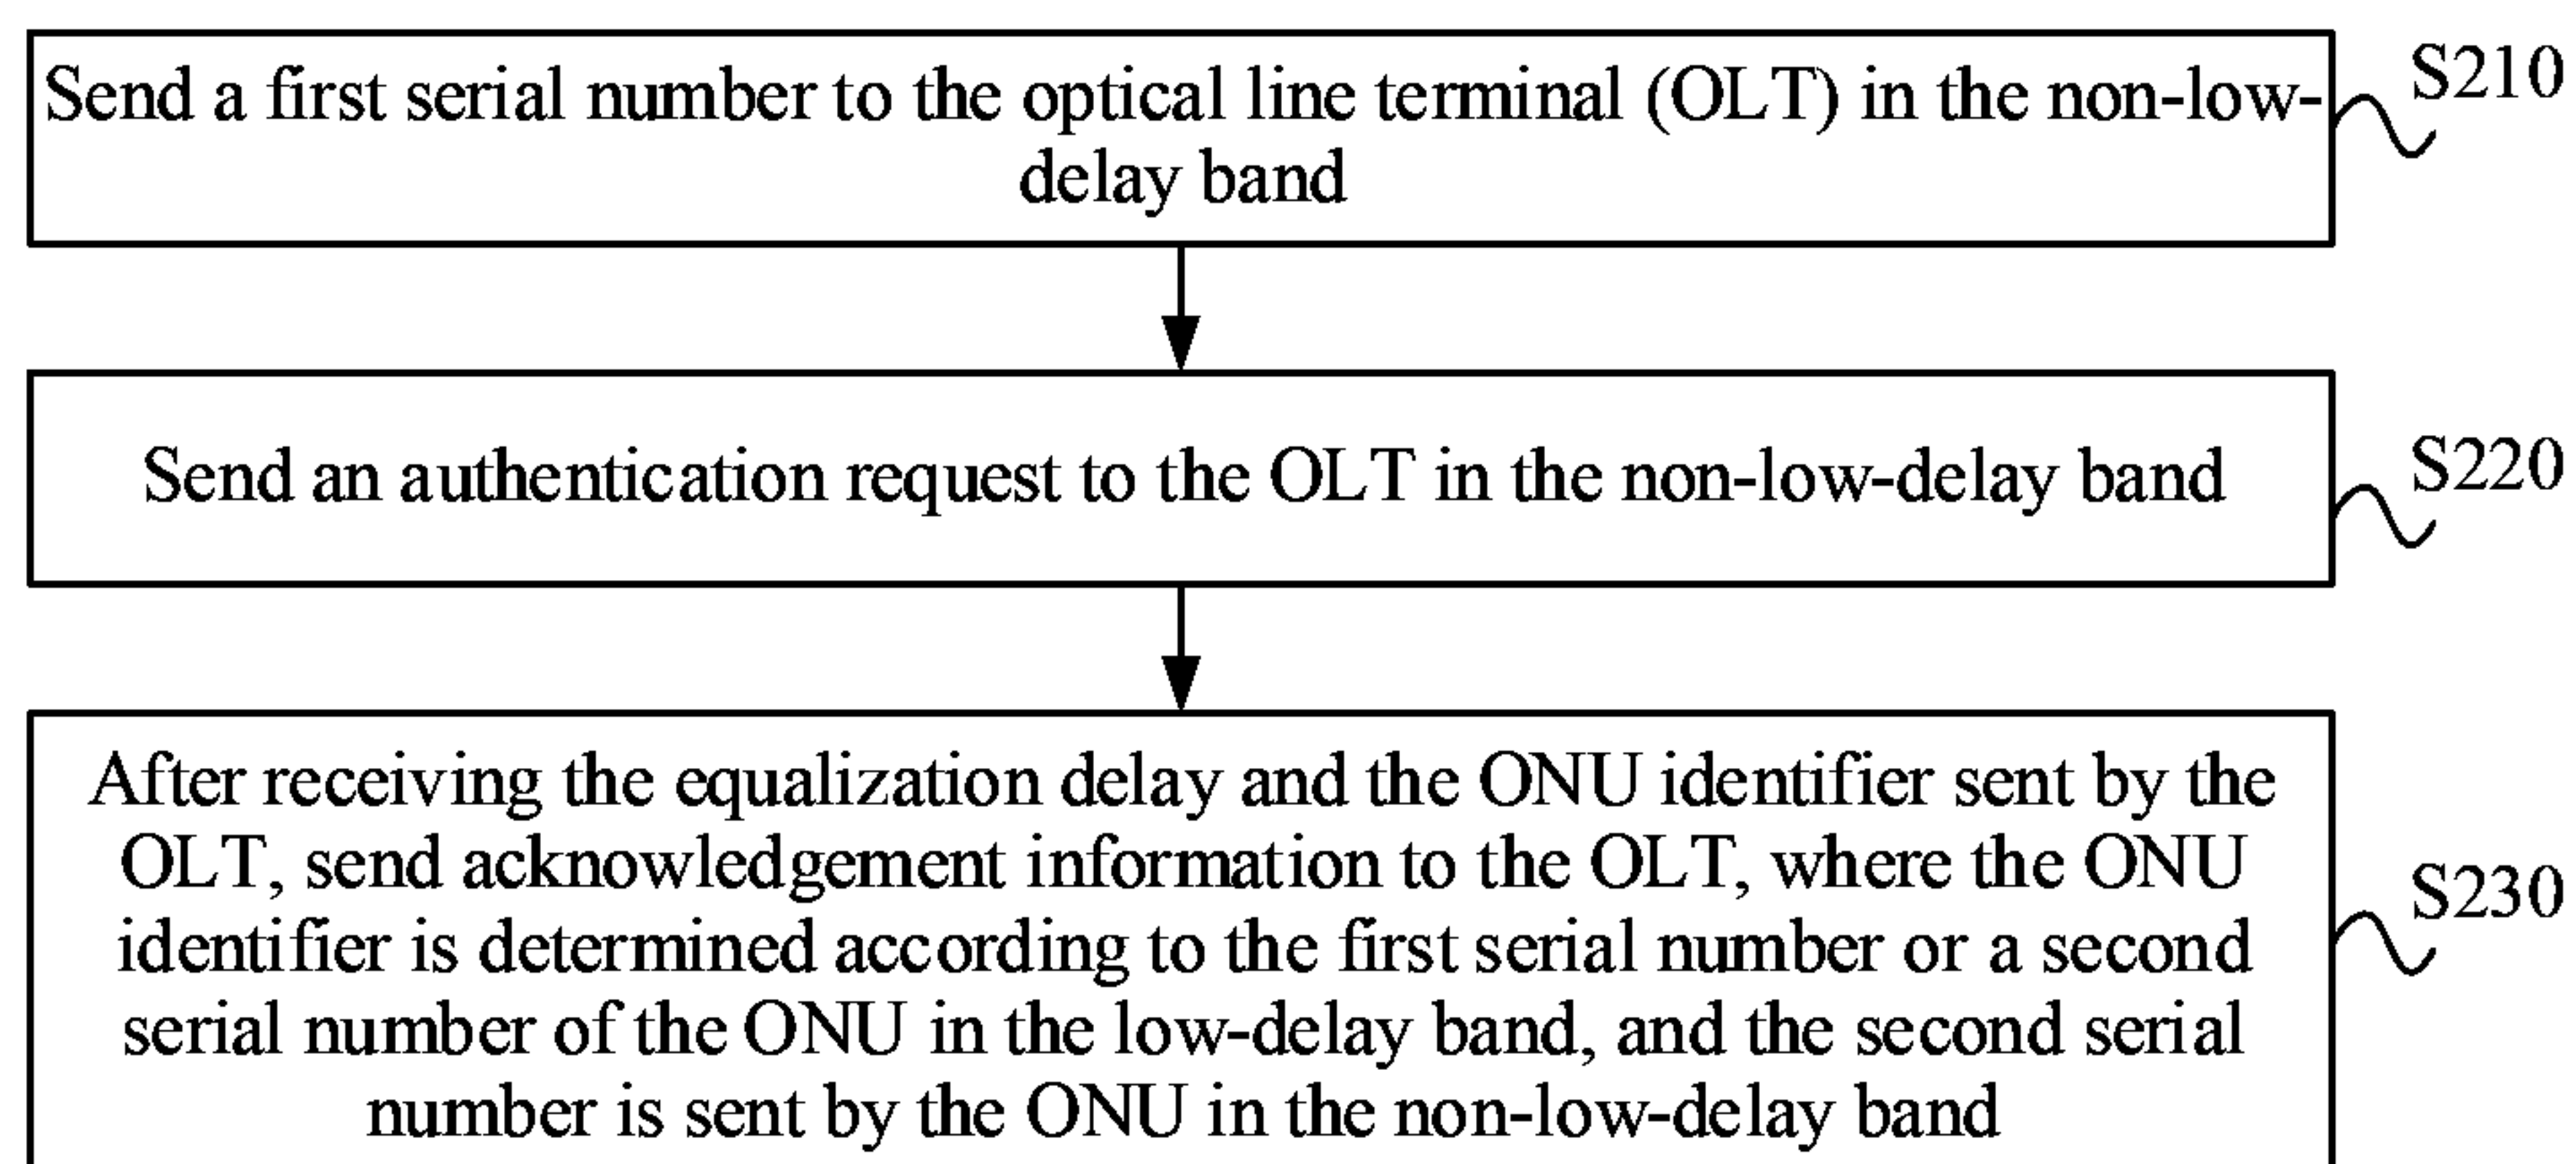 Send a first serial number to the optical line terminal (OLT) in the non-low-
delay band
S210
Send an authentication request to the OLT in the non-low-delay band
S220
After receiving the equalization delay and the ONU identifier sent by the
OLT, send acknowledgement information to the OLT, where the ONU
identifier is determined according to the first serial number or a second
serial number of the ONU in the low-delay band, and the second serial
number is sent by the ONU in the non-low-delay band
S230